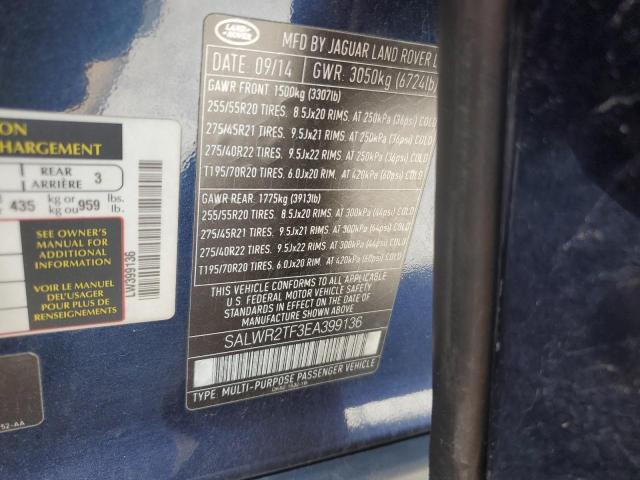 ION
CHARGEMENT
REAR
ARRIÈRE 3
435 kg or kg ou 959 lbs. lb.
SEE OWNER'S
MANUAL FOR
ADDITIONAL
INFORMATION
VOIR LE MANUEL
DEL'USAGER
POUR PLUS DE
RENSEIGNEMENTS
LW399136
52-AA
LAND
ROVER
MFD BY JAGUAR LAND ROVER L
DATE: 09/14 GWR: 3050kg (6724lb)
GAWR FRONT: 1500kg (3307lb)
255/55R20 TIRES. 8.5Jx20 RIMS. AT 250kPa (36psi) COLD
275/45R21 TIRES. 9.5Jx21 RIMS. AT 250kPa (36psi) COLD
275/40R22 TIRES. 9.5Jx22 RIMS. AT 250kPa (36psi) COLD
T195/70R20 TIRES. 6.0Jx20 RIM. AT 420kPa (60psi) COLD
GAWR REAR: 1775kg (3913lb)
255/55R20 TIRES. 8.5Jx20 RIMS. AT 300kPa (44psi) COLD
275/45R21 TIRES. 9.5Jx21 RIMS. AT 300kPa (44psi) COLD
275/40R22 TIRES. 9.5Jx22 RIMS. AT 300kPa (44psi) COLD
T195/70R20 TIRES. 6.0Jx20 RIM. AT 420kPa (60psi) COLD
THIS VEHICLE CONFORMS TO ALL APPLICABLE
U.S. FEDERAL MOTOR VEHICLE SAFETY
STANDARDS IN EFFECT ON THE DATE OF
MANUFACTURE SHOWN ABOVE.
SALWR2TF3EA399136
TYPE: MULTI-PURPOSE PASSENGER VEHICLE